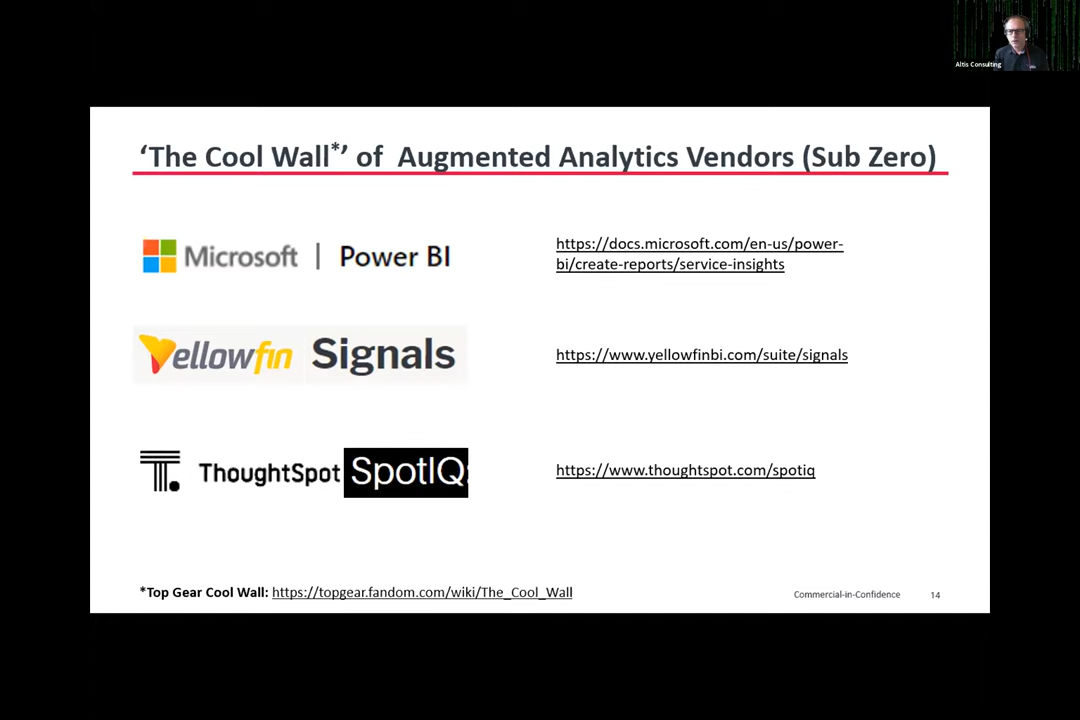 Altis Consulting
‘The Cool Wall*’ of Augmented Analytics Vendors (Sub Zero)
Microsoft | Power BI
https://docs.microsoft.com/en-us/power-
bi/create-reports/service-insights
Yellowfin Signals
https://www.yellowfinbi.com/suite/signals
T. ThoughtSpot SpotIQ:
https://www.thoughtspot.com/spotiq
*Top Gear Cool Wall: https://topgear.fandom.com/wiki/The_Cool_Wall
Commercial-in-Confidence 14